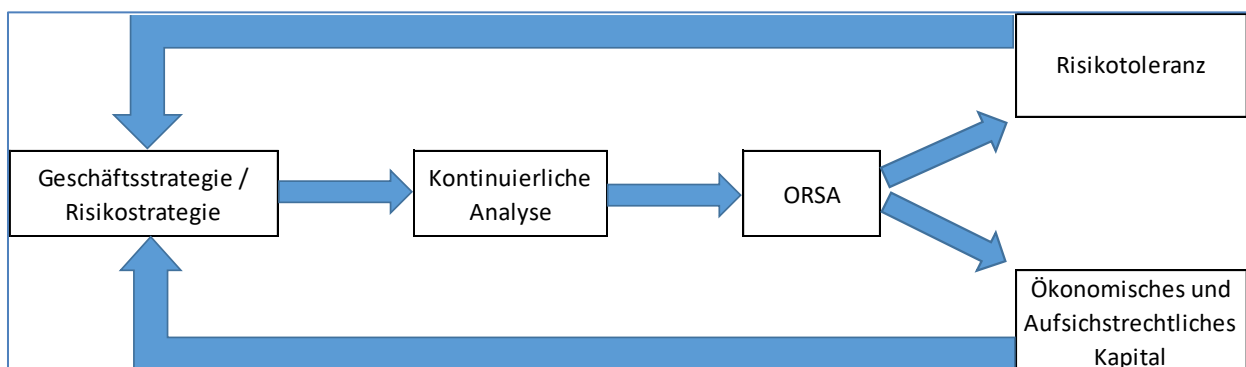 Risikotoleranz
Geschäftsstrategie /
Risikostrategie
Kontinuierliche
Analyse
ORSA
Ökonomisches und
Aufsichstrechtliches
Kapital